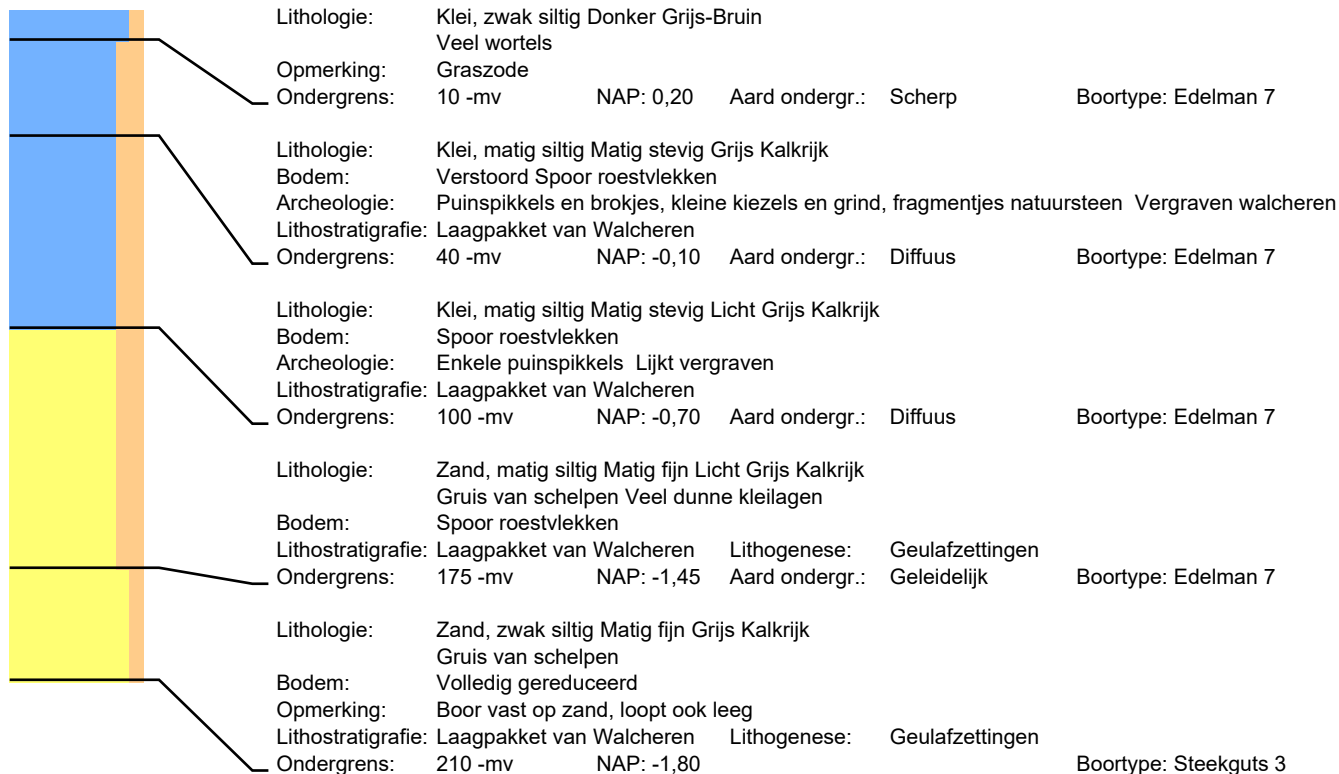 Lithologie: Klei, zwak siltig Donker Grijs-Bruin
Veel wortels
Opmerking: Graszode
Ondergrens: 10 -mv NAP: 0,20 Aard ondergr.: Scherp Boortype: Edelman 7
Lithologie: Klei, matig siltig Matig stevig Grijs Kalkrijk
Bodem: Verstoord Spoor roestvlekken
Archeologie: Puinspikkels en brokjes, kleine kiezels en grind, fragmentjes natuursteen Vergraven walcheren
Lithostratigrafie: Laagpakket van Walcheren
Ondergrens: 40 -mv NAP: -0,10 Aard ondergr.: Diffuus Boortype: Edelman 7
Lithologie: Klei, matig siltig Matig stevig Licht Grijs Kalkrijk
Bodem: Spoor roestvlekken
Archeologie: Enkele puinspikkels Lijkt vergraven
Lithostratigrafie: Laagpakket van Walcheren
Ondergrens: 100 -mv NAP: -0,70 Aard ondergr.: Diffuus Boortype: Edelman 7
Lithologie: Zand, matig siltig Matig fijn Licht Grijs Kalkrijk
Gruis van schelpen Veel dunne kleilagen
Bodem: Spoor roestvlekken
Lithostratigrafie: Laagpakket van Walcheren Lithogenese: Geulafzettingen
Ondergrens: 175 -mv NAP: -1,45 Aard ondergr.: Geleidelijk Boortype: Edelman 7
Lithologie: Zand, zwak siltig Matig fijn Grijs Kalkrijk
Gruis van schelpen
Bodem: Volledig gereduceerd
Opmerking: Boor vast op zand, loopt ook leeg
Lithostratigrafie: Laagpakket van Walcheren Lithogenese: Geulafzettingen
Ondergrens: 210 -mv NAP: -1,80 Boortype: Steekguts 3